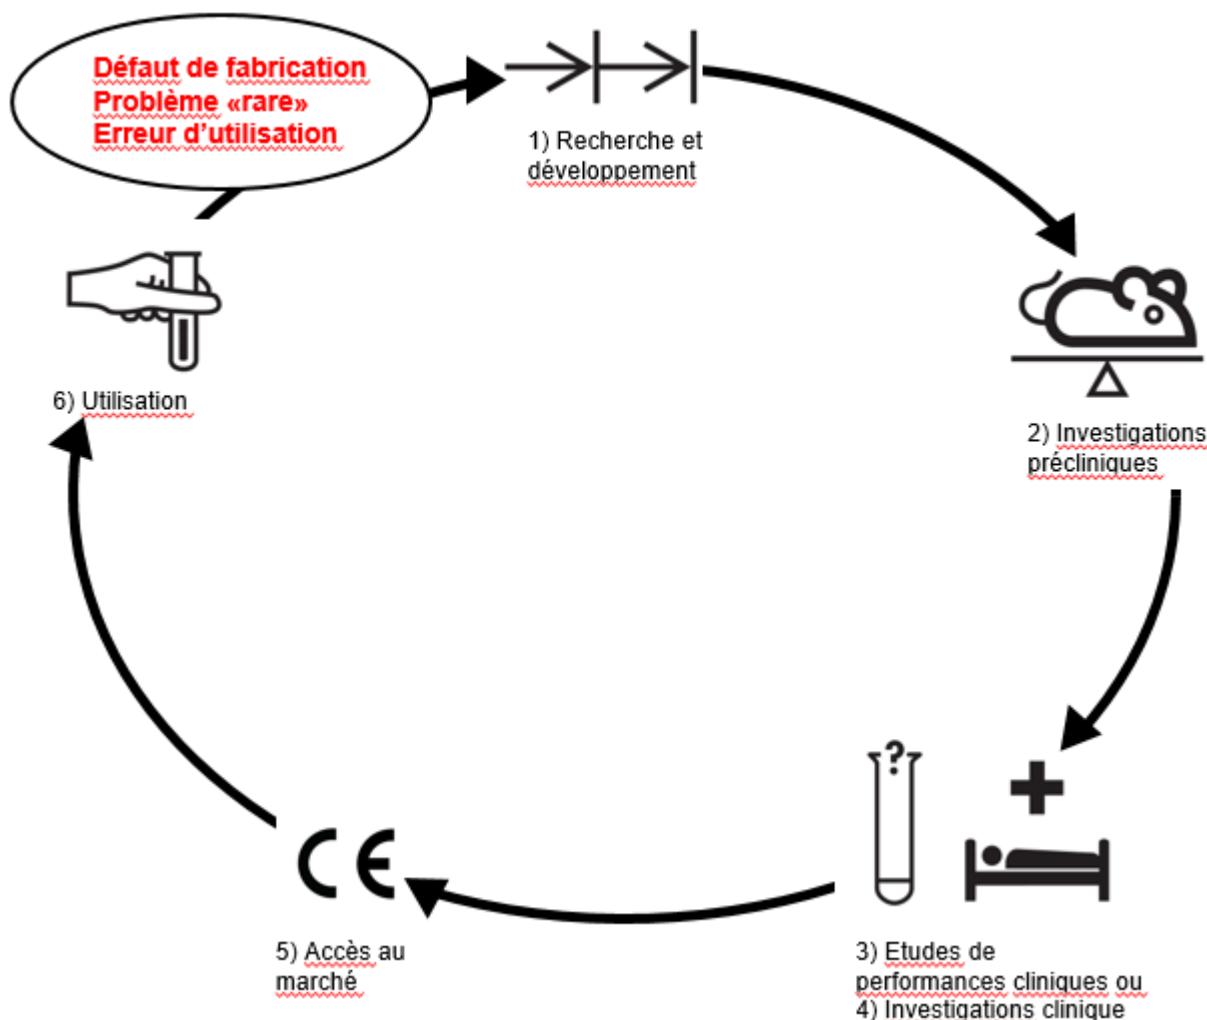 Défaut de fabrication
Problème «rare»
Erreur d'utilisation
1) Recherche et
développement
2) Investigations
précliniques
?
3) Etudes de
performances cliniques ou
4) Investigations clinique
CE
5) Accès au
marché
6) Utilisation